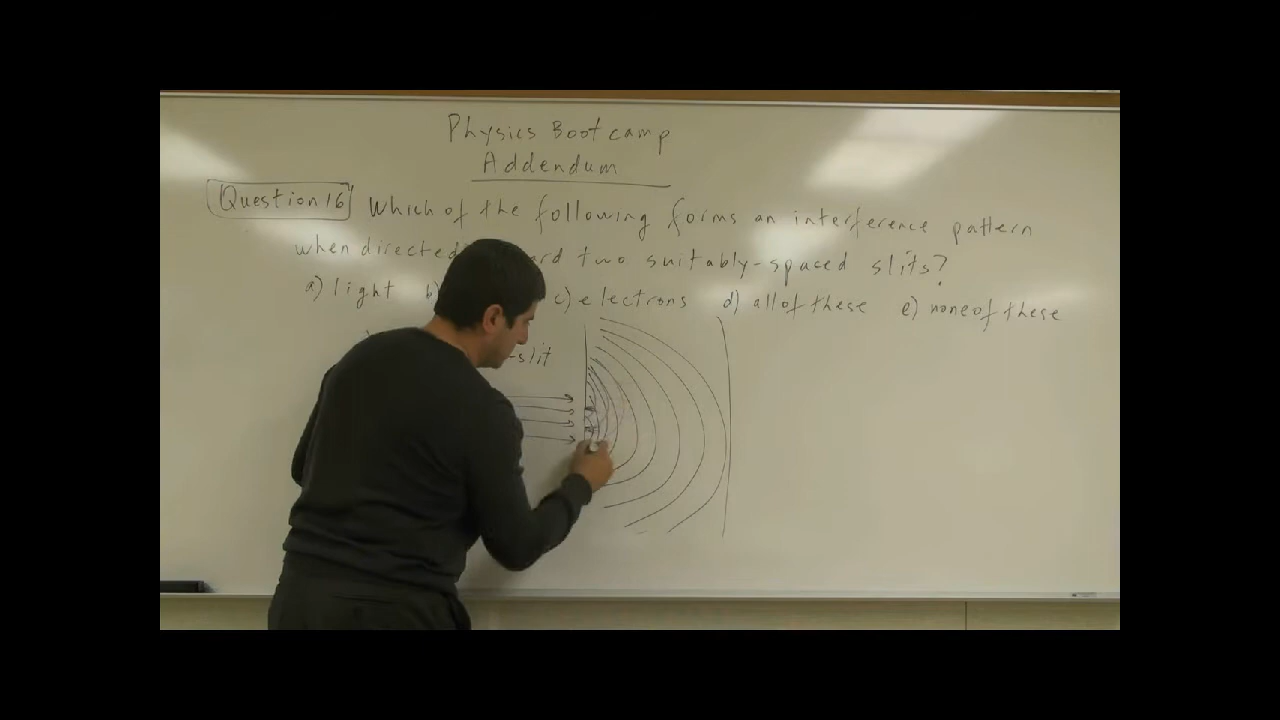 Physics Bootcamp
Addendum
Question 16 Which of the following forms an interference pattern
when directed two suitably-spaced slits?
a) light b) c) electrons d) all of these e) none of these
-slit